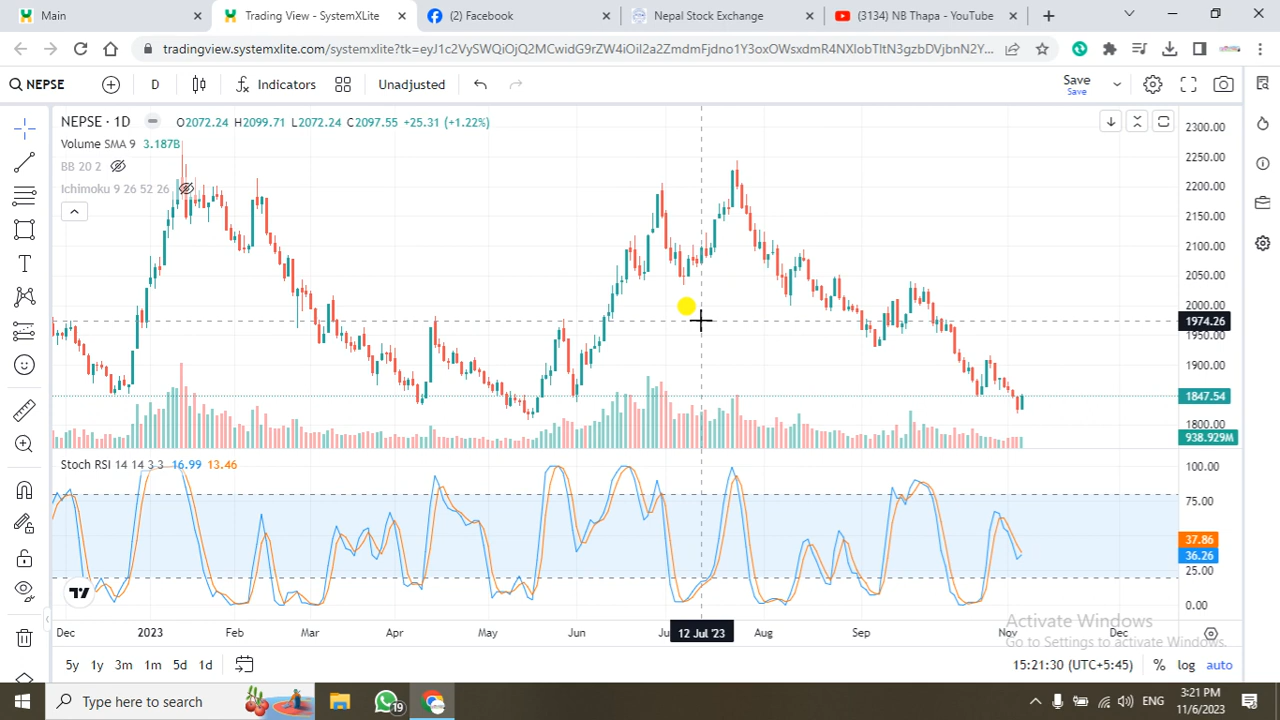 Main
Trading View - SystemXLite
(2) Facebook
Nepal Stock Exchange
(3134) NB Thapa - YouTube
NEPSE
D
Indicators
Unadjusted
Save
Save
NEPSE · 1D
O2072.24 H2099.71 L2072.24 C2097.55 +25.31 (+1.22%)
Volume SMA 9 3.187B
BB 20 2
Ichimoku 9 26 52 26
2300.00
2250.00
2200.00
2150.00
2100.00
2050.00
2000.00
1974.26
1950.00
1900.00
1847.54
1800.00
938.929M
Stoch RSI 14 14 3 3 16.99 13.46
100.00
75.00
37.86
36.26
25.00
0.00
Dec
2023
Feb
Mar
Apr
May
Jun
12 Jul '23
Aug
Sep
Nov
Dec
Activate Windows
Go to Settings to activate Windows.
5y 1y 3m 1m 5d 1d
15:21:30 (UTC+5:45)
%
log
auto
Type here to search
19
ENG
3:21 PM
11/6/2023